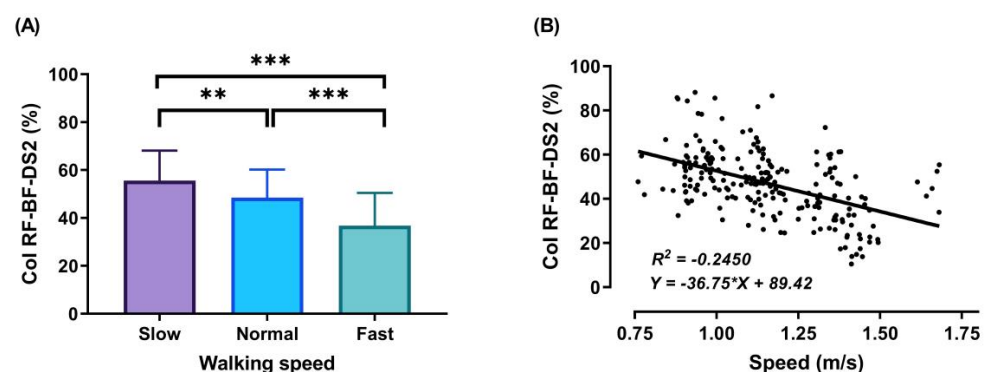 (A)
Col RF-BF-DS2 (%)
100
80
60
40
20
0
***
**
***
Slow
Normal
Fast
Walking speed
(B)
Col RF-BF-DS2 (%)
100
80
60
40
20
0
R² = -0.2450
Y = -36.75*X + 89.42
0.75
1.00
1.25
1.50
1.75
Speed (m/s)